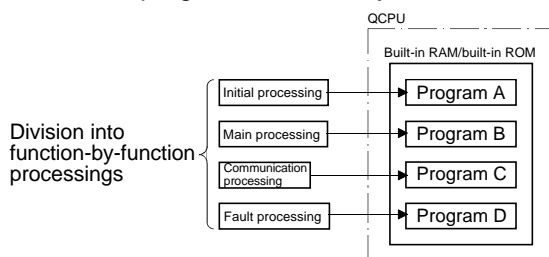 QCPU
Built-in RAM/built-in ROM
Initial processing
Program A
Main processing
Program B
Division into
function-by-function
processings
Communication
processing
Program C
Fault processing
Program D